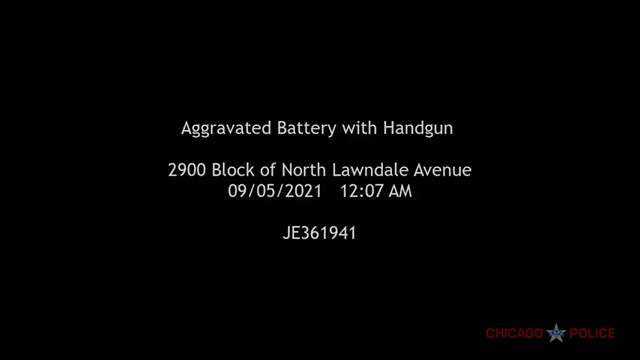 Aggravated Battery with Handgun
2900 Block of North Lawndale Avenue
09/05/2021 12:07 AM
JE361941
CHICAGO POLICE